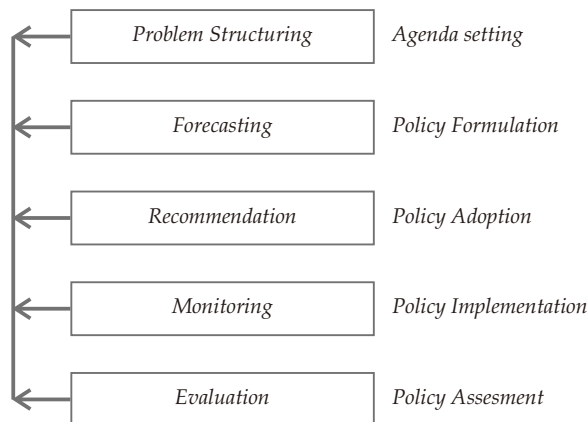 Problem Structuring Agenda setting
Forecasting Policy Formulation
Recommendation Policy Adoption
Monitoring Policy Implementation
Evaluation Policy Assesment